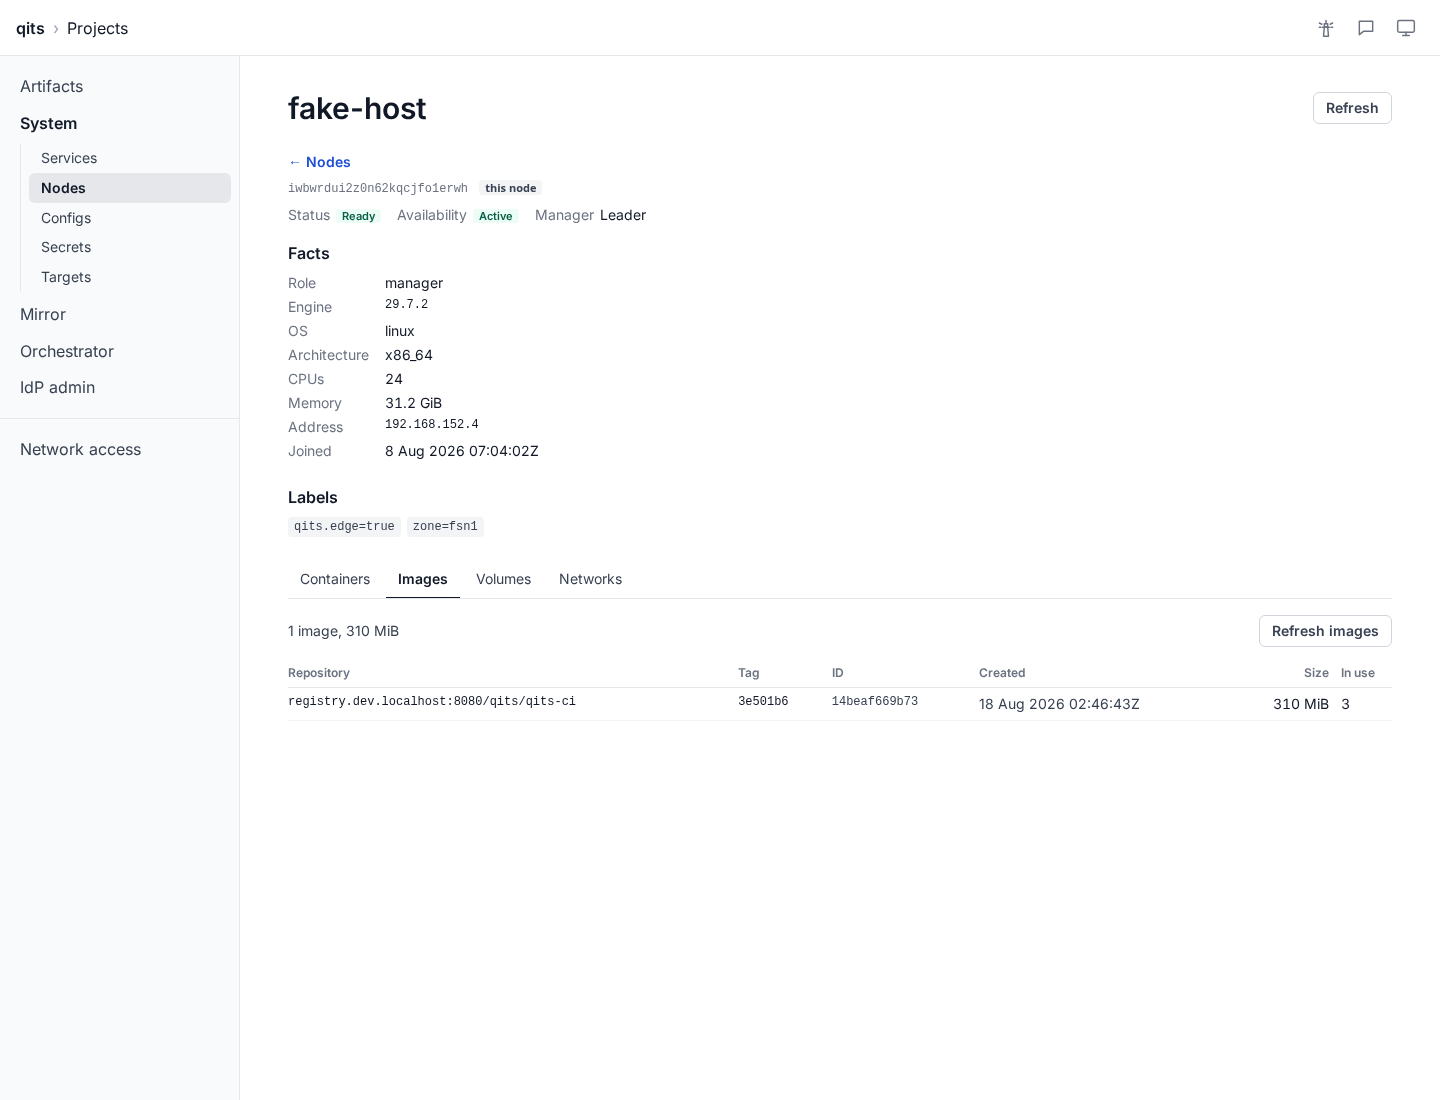 qits › Projects
Artifacts
System
Services
Nodes
Configs
Secrets
Targets
Mirror
Orchestrator
IdP admin
Network access
fake-host
Refresh
← Nodes
iwbwrdui2z0n62kqcjfo1erwh this node
Status Ready Availability Active Manager Leader
Facts
Role manager
Engine 29.7.2
OS linux
Architecture x86_64
CPUs 24
Memory 31.2 GiB
Address 192.168.152.4
Joined 8 Aug 2026 07:04:02Z
Labels
qits.edge=true zone=fsn1
Containers Images Volumes Networks
1 image, 310 MiB Refresh images
Repository Tag ID Created Size In use
registry.dev.localhost:8080/qits/qits-ci 3e501b6 14beaf669b73 18 Aug 2026 02:46:43Z 310 MiB 3